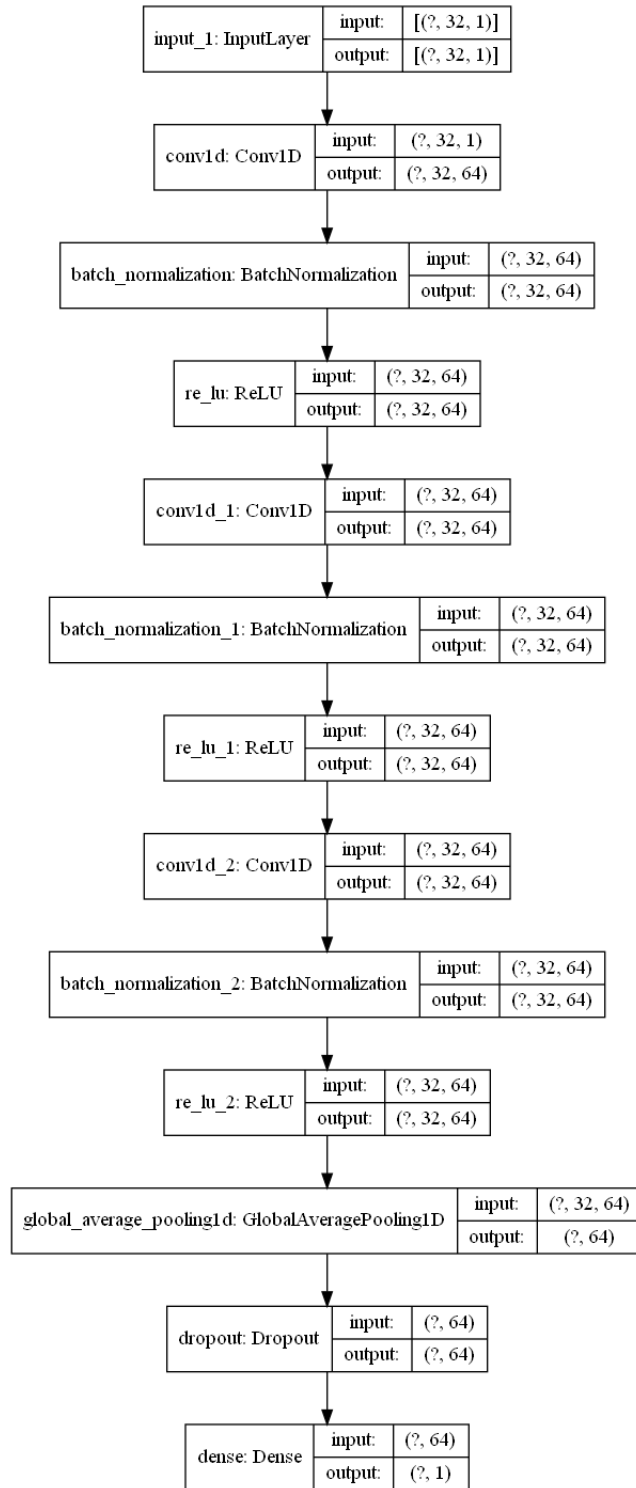 input_1: InputLayer
input: [(?, 32, 1)]
output: [(?, 32, 1)]
conv1d: Conv1D
input: (?, 32, 1)
output: (?, 32, 64)
batch_normalization: BatchNormalization
input: (?, 32, 64)
output: (?, 32, 64)
re_lu: ReLU
input: (?, 32, 64)
output: (?, 32, 64)
conv1d_1: Conv1D
input: (?, 32, 64)
output: (?, 32, 64)
batch_normalization_1: BatchNormalization
input: (?, 32, 64)
output: (?, 32, 64)
re_lu_1: ReLU
input: (?, 32, 64)
output: (?, 32, 64)
conv1d_2: Conv1D
input: (?, 32, 64)
output: (?, 32, 64)
batch_normalization_2: BatchNormalization
input: (?, 32, 64)
output: (?, 32, 64)
re_lu_2: ReLU
input: (?, 32, 64)
output: (?, 32, 64)
global_average_pooling1d: GlobalAveragePooling1D
input: (?, 32, 64)
output: (?, 64)
dropout: Dropout
input: (?, 64)
output: (?, 64)
dense: Dense
input: (?, 64)
output: (?, 1)